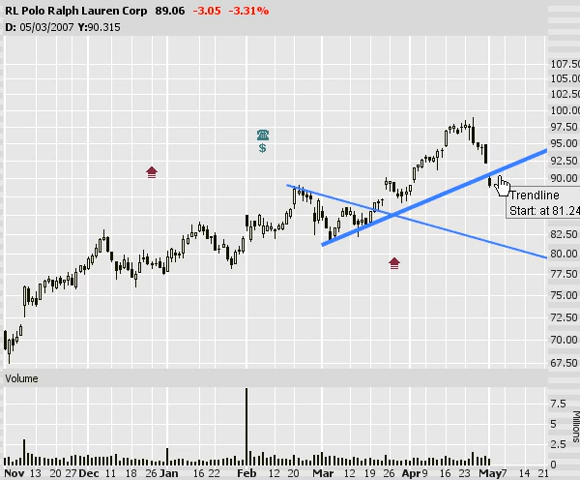 RL Polo Ralph Lauren Corp 89.06 -3.05 -3.31%
D: 05/03/2007 Y:90.315
107.50
105.00
102.50
100.00
97.50
95.00
92.50
90.00
$
Trendline
Start: at 81.24
82.50
80.00
77.50
75.00
72.50
70.00
67.50
Volume
7.5
5.0
2.5
0
Millions
Nov 13 20 27 Dec 11 18 26 Jan 16 22 29 Feb 12 20 Mar 12 19 26 Apr 9 16 23 May 7 14 21